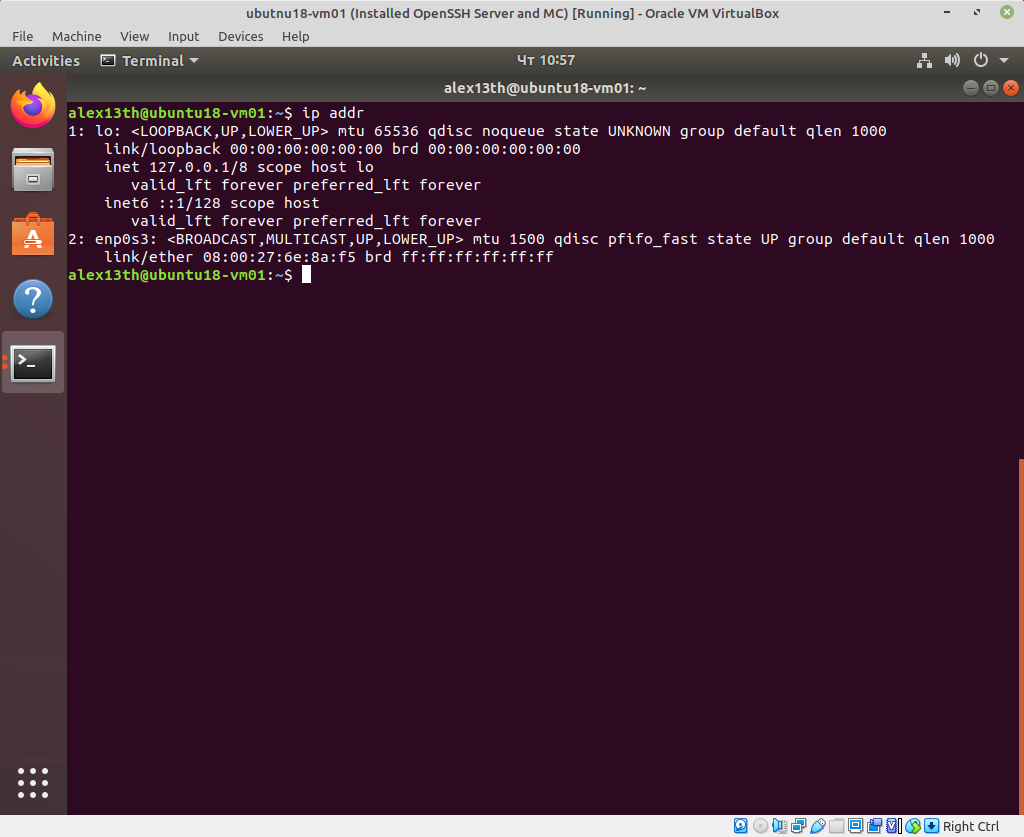 ubutnu18-vm01 (Installed OpenSSH Server and MC) [Running] - Oracle VM VirtualBox
File Machine View Input Devices Help
Activities Terminal Чт 10:57
alex13th@ubuntu18-vm01: ~
alex13th@ubuntu18-vm01:~$ ip addr
1: lo: <LOOPBACK,UP,LOWER_UP> mtu 65536 qdisc noqueue state UNKNOWN group default qlen 1000
    link/loopback 00:00:00:00:00:00 brd 00:00:00:00:00:00
    inet 127.0.0.1/8 scope host lo
       valid_lft forever preferred_lft forever
    inet6 ::1/128 scope host
       valid_lft forever preferred_lft forever
2: enp0s3: <BROADCAST,MULTICAST,UP,LOWER_UP> mtu 1500 qdisc pfifo_fast state UP group default qlen 1000
    link/ether 08:00:27:6e:8a:f5 brd ff:ff:ff:ff:ff:ff
alex13th@ubuntu18-vm01:~$
Right Ctrl